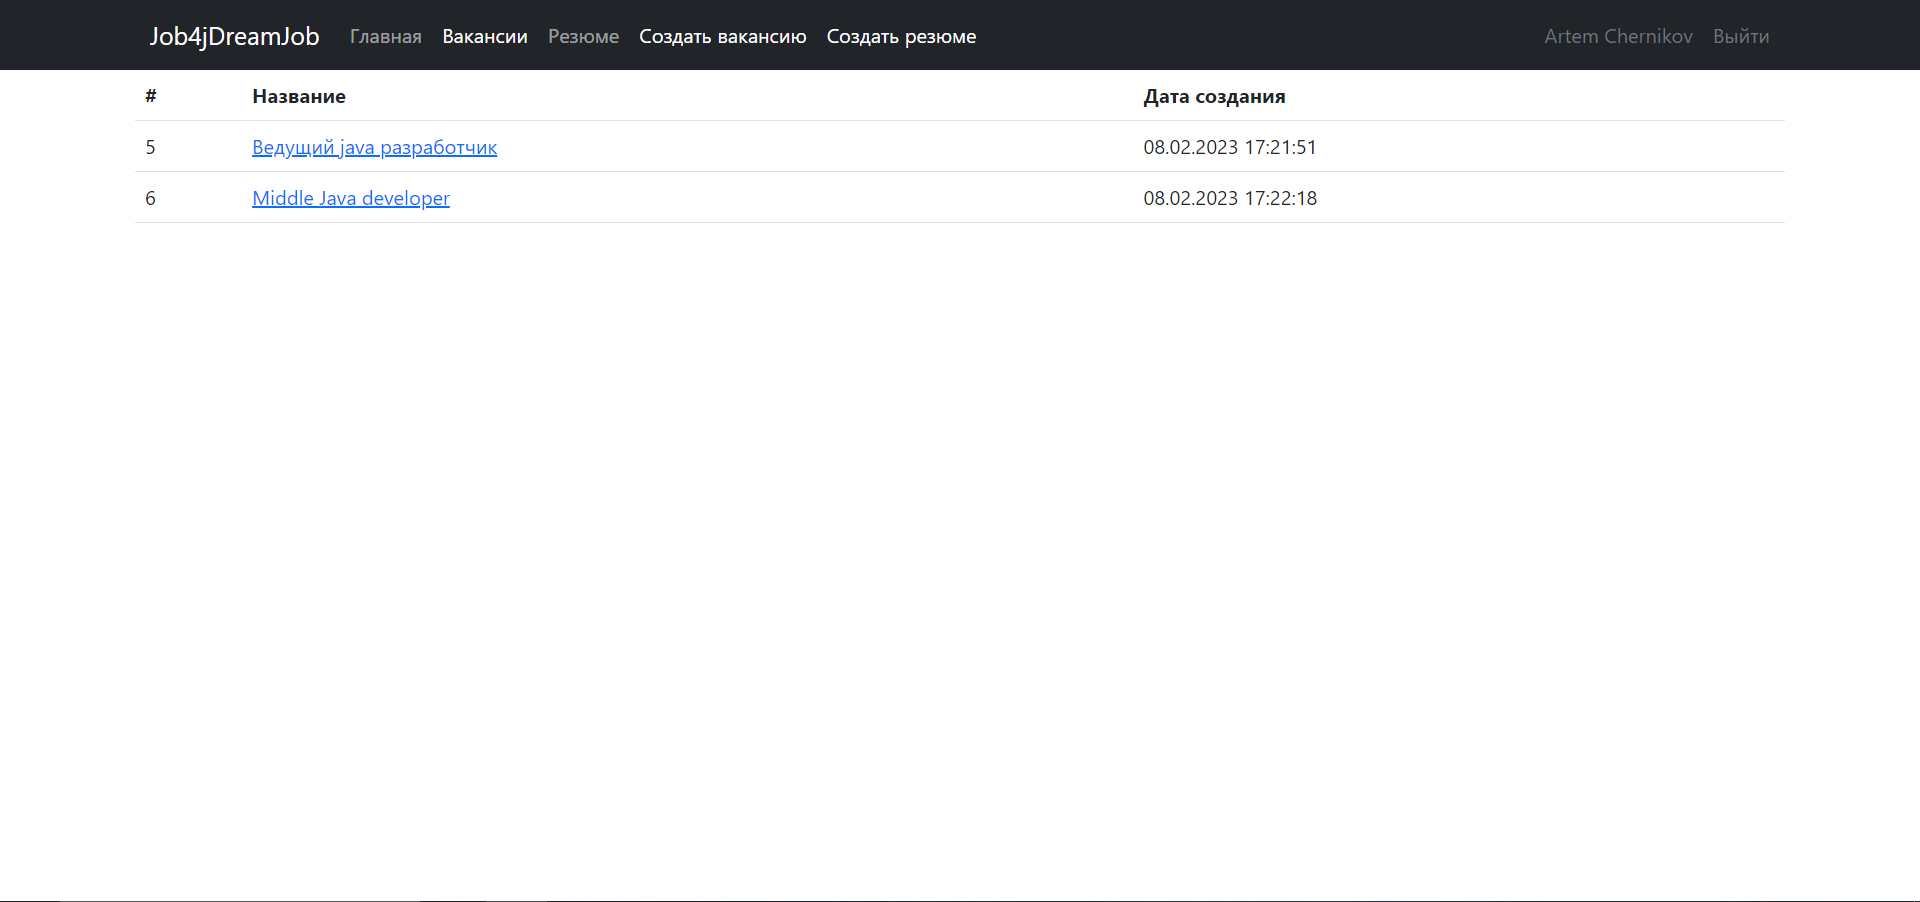 Job4jDreamJob Главная Вакансии Резюме Создать вакансию Создать резюме Artem Chernikov Выйти
# Название Дата создания
5 Ведущий java разработчик 08.02.2023 17:21:51
6 Middle Java developer 08.02.2023 17:22:18